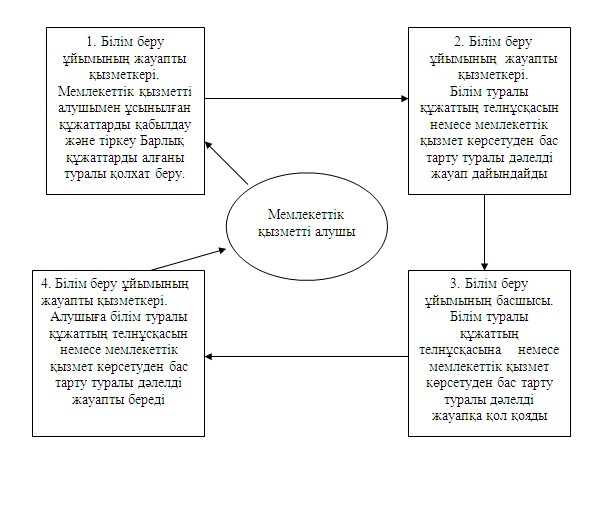 1. Білім беру
ұйымының жауапты
қызметкері.
Мемлекеттік қызметті
алушымен ұсынылған
құжаттарды қабылдау
және тіркеу Барлық
құжаттарды алғаны
туралы қолхат беру.
2. Білім беру
ұйымының жауапты
қызметкері.
Білім туралы
құжаттың телнұсқасын
немесе мемлекеттік
қызмет көрсетуден бас
тарту туралы дәлелді
жауап дайындайды
Мемлекеттік
қызметті алушы
4. Білім беру ұйымының
жауапты қызметкері.
Алушыға білім туралы
құжаттың телнұсқасын
немесе мемлекеттік
қызмет көрсетуден бас
тарту туралы дәлелді
жауапты береді
3. Білім беру
ұйымының басшысы.
Білім туралы
құжаттың
телнұсқасына немесе
мемлекеттік қызмет
көрсетуден бас тарту
туралы дәлелді
жауапқа қол қояды